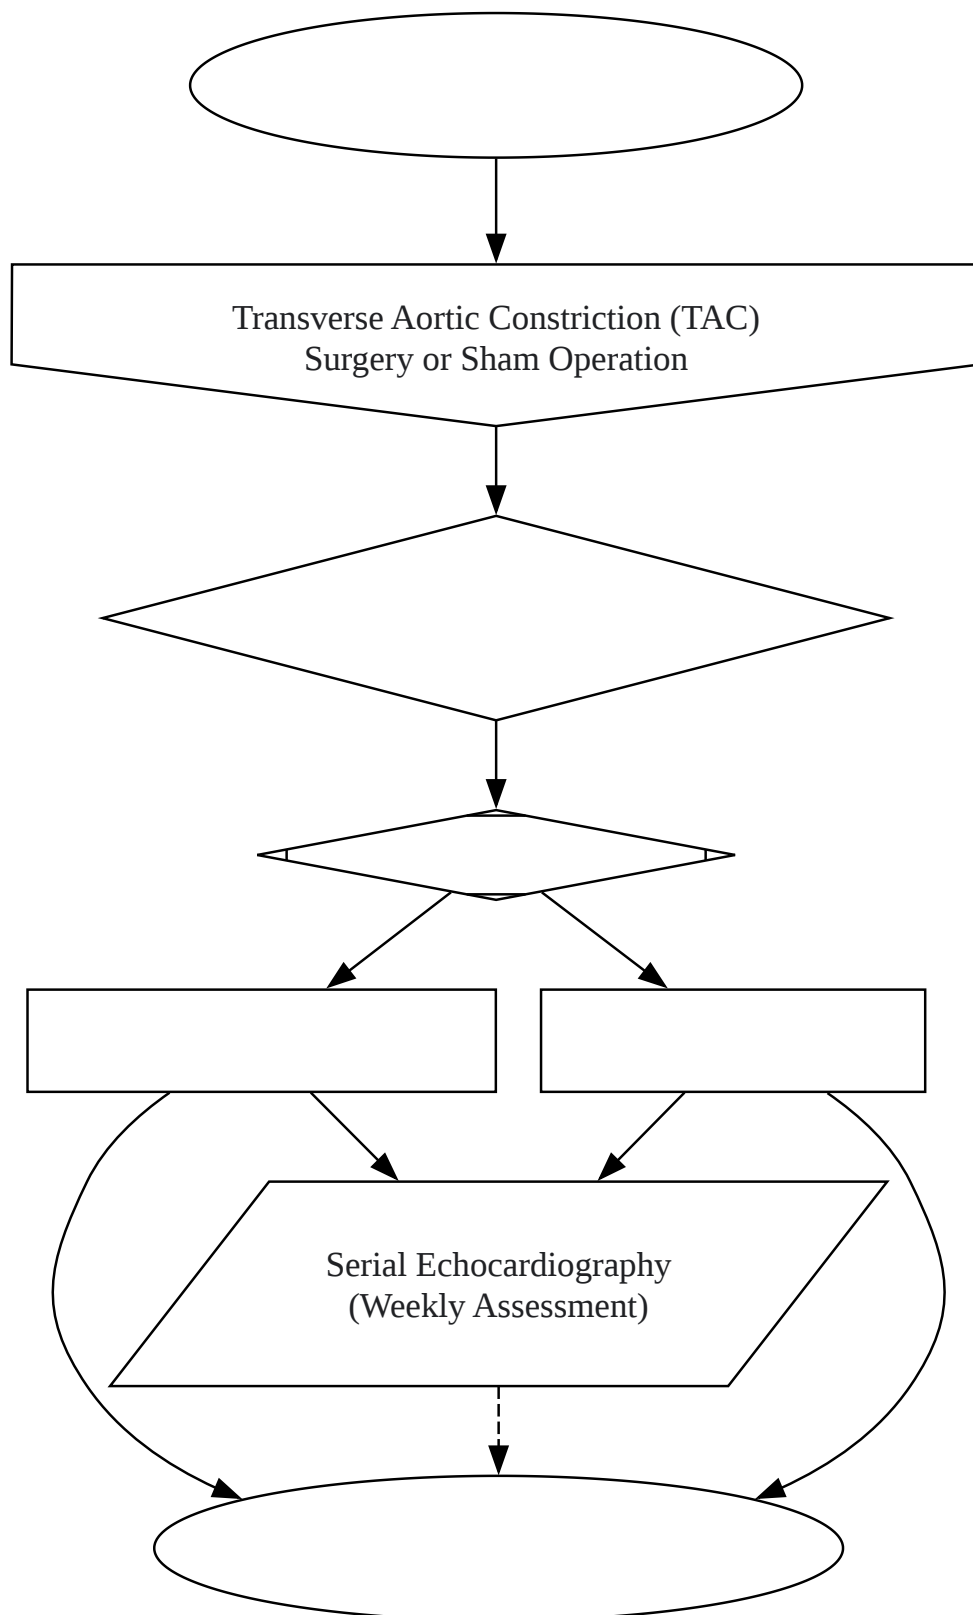 Transverse Aortic Constriction (TAC)
Surgery or Sham Operation
Serial Echocardiography
(Weekly Assessment)